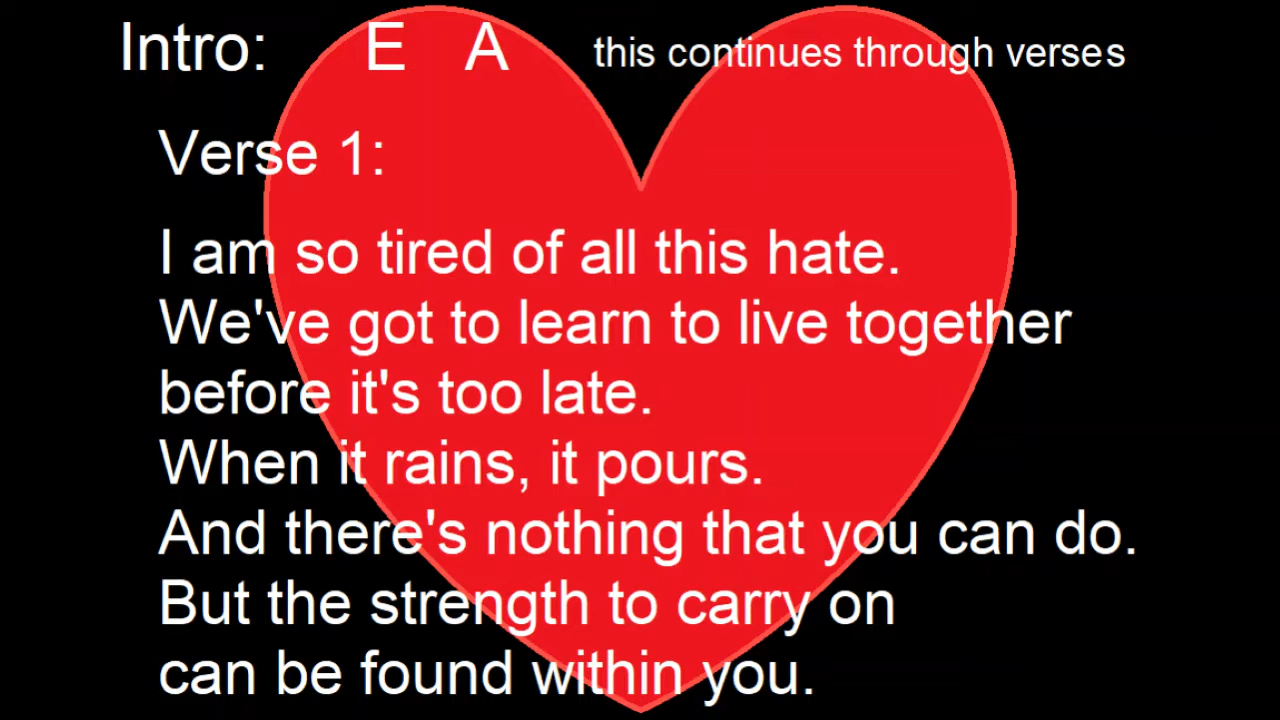 Intro: E A this continues through verses
Verse 1:
I am so tired of all this hate.
We've got to learn to live together
before it's too late.
When it rains, it pours.
And there's nothing that you can do.
But the strength to carry on
can be found within you.